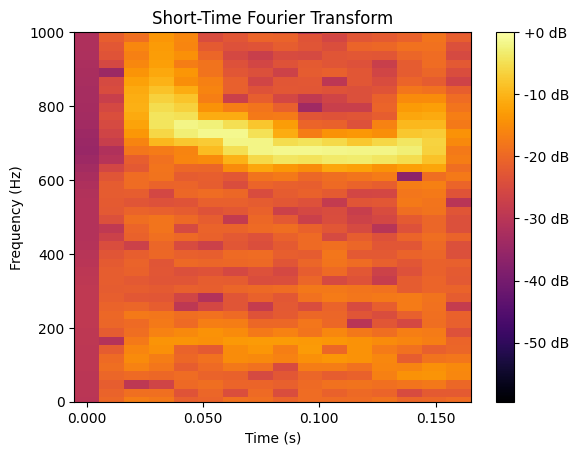 Short-Time Fourier Transform
1000
800
600
400
200
0
Frequency (Hz)
0.000
0.050
0.100
0.150
Time (s)
+0 dB
-10 dB
-20 dB
-30 dB
-40 dB
-50 dB